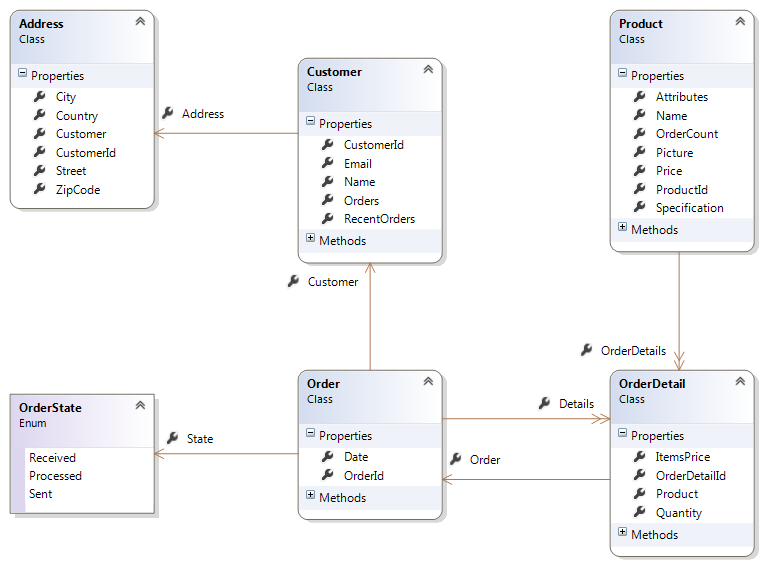 Address
Class
Properties
City
Country
Customer
CustomerId
Street
ZipCode
Address
Customer
Class
Properties
CustomerId
Email
Name
Orders
RecentOrders
Methods
Product
Class
Properties
Attributes
Name
OrderCount
Picture
Price
ProductId
Specification
Methods
Customer
OrderDetails
OrderState
Enum
Received
Processed
Sent
State
Order
Class
Properties
Date
OrderId
Methods
Details
Order
OrderDetail
Class
Properties
ItemsPrice
OrderDetailId
Product
Quantity
Methods